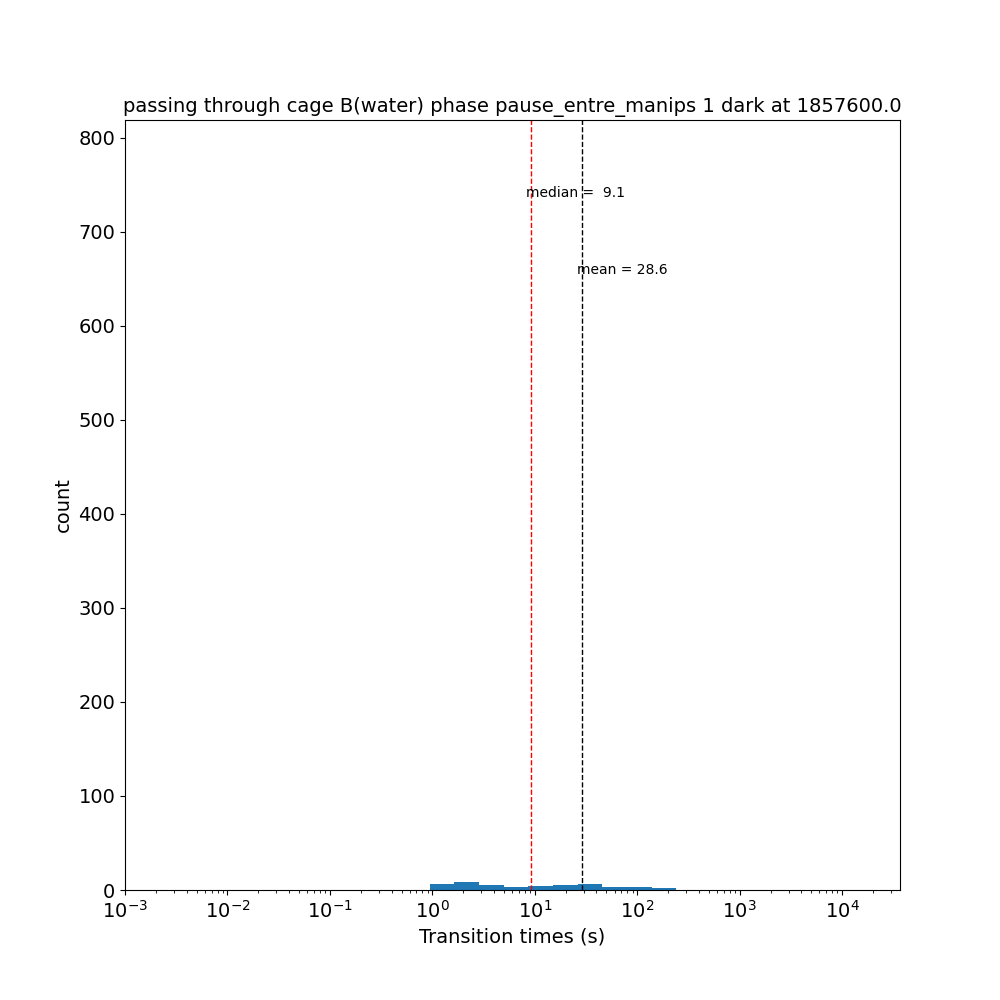 passing through cage B(water) phase pause_entre_manips 1 dark at 1857600.0
800
median =  9.1
700
mean = 28.6
600
500
400
count
300
200
100
0
10⁻³ 10⁻² 10⁻¹ 10⁰ 10¹ 10² 10³ 10⁴
Transition times (s)